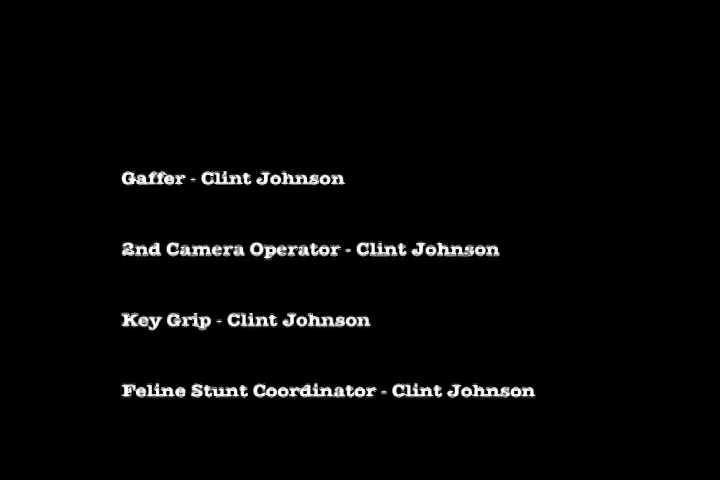 Gaffer - Clint Johnson
2nd Camera Operator - Clint Johnson
Key Grip - Clint Johnson
Feline Stunt Coordinator - Clint Johnson